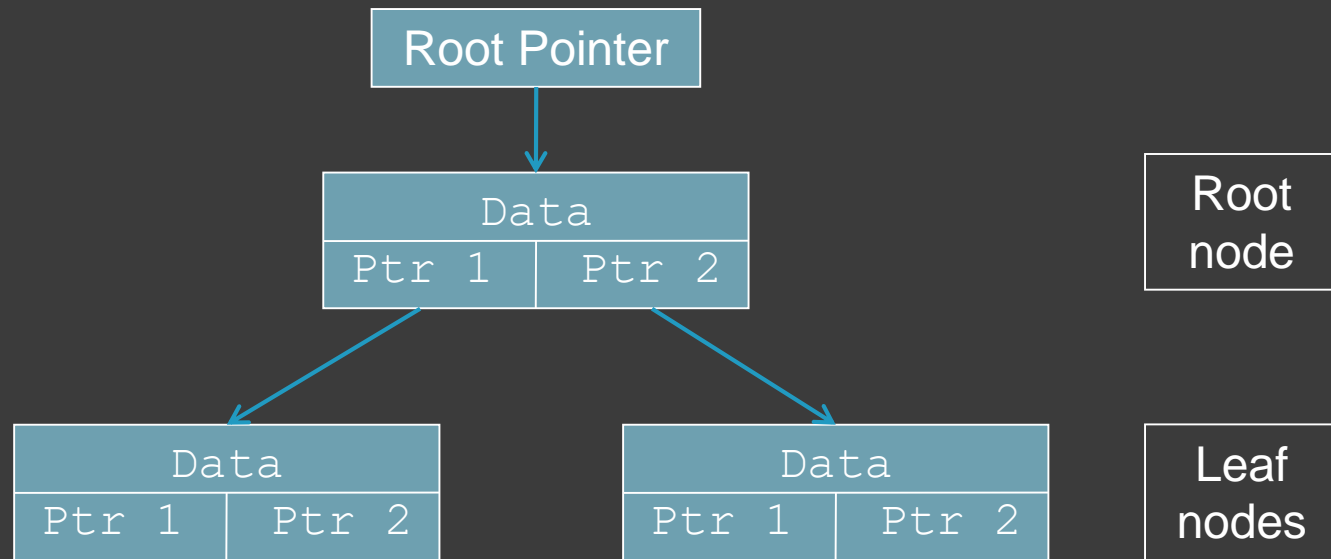 Root Pointer
Data
Ptr 1 Ptr 2
Root
node
Data
Ptr 1 Ptr 2
Data
Ptr 1 Ptr 2
Leaf
nodes